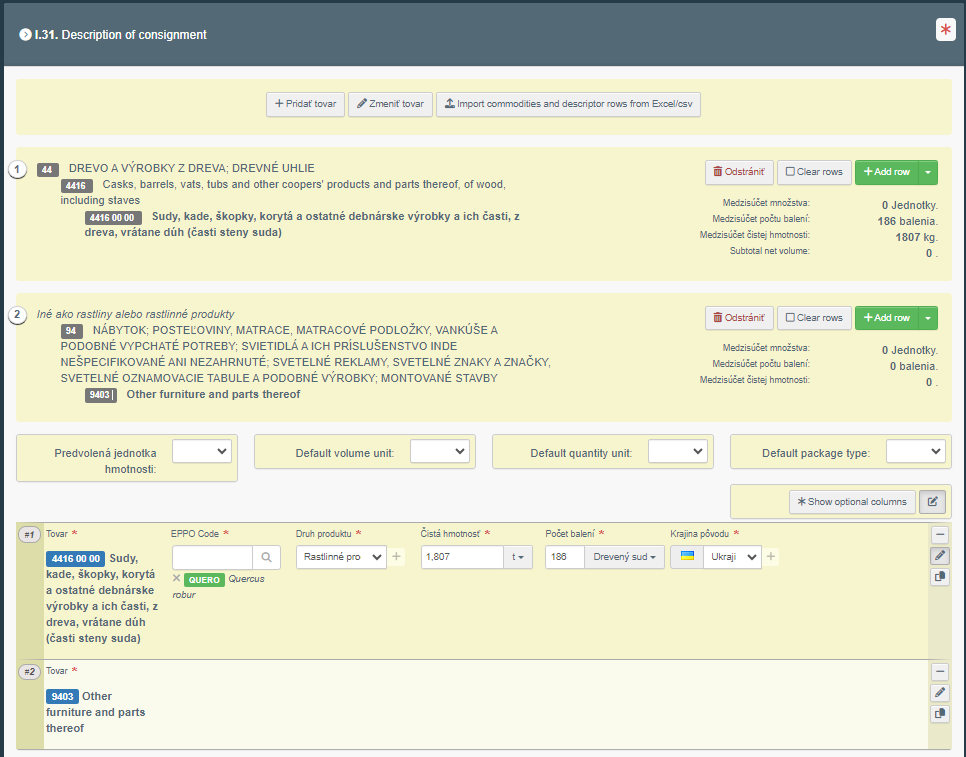 I.31. Description of consignment *
+ Pridať tovar Zmeniť tovar Import commodities and descriptor rows from Excel/csv
1 44 DREVO A VÝROBKY Z DREVA; DREVNÉ UHLIE
4416 Casks, barrels, vats, tubs and other coopers' products and parts thereof, of wood,
including staves
4416 00 00 Sudy, kade, škopky, korytá a ostatné debnárske výrobky a ich časti, z
dreva, vrátane dúh (časti steny suda)
Odstrániť Clear rows + Add row
Medzisúčet množstva: 0 Jednotky.
Medzisúčet počtu balení: 186 balenia.
Medzisúčet čistej hmotnosti: 1807 kg.
Subtotal net volume: 0 .
2 Iné ako rastliny alebo rastlinné produkty
94 NÁBYTOK; POSTEĽOVINY, MATRACE, MATRACOVÉ PODLOŽKY, VANKÚŠE A
PODOBNÉ VYPCHATÉ POTREBY; SVIETIDLÁ A ICH PRÍSLUŠENSTVO INDE
NEŠPECIFIKOVANÉ ANI NEZAHRNUTÉ; SVETELNÉ REKLAMY, SVETELNÉ ZNAKY A ZNAČKY,
SVETELNÉ OZNAMOVACIE TABULE A PODOBNÉ VÝROBKY; MONTOVANÉ STAVBY
9403 Other furniture and parts thereof
Odstrániť Clear rows + Add row
Medzisúčet množstva: 0 Jednotky.
Medzisúčet počtu balení: 0 balenia.
Medzisúčet čistej hmotnosti: 0 .
Predvolená jednotka
hmotnosti:
Default volume unit:
Default quantity unit:
Default package type:
Show optional columns
#1 Tovar * EPPO Code * Druh produktu * Čistá hmotnosť * Počet balení * Krajina pôvodu *
4416 00 00 Sudy,
kade, škopky, korytá
a ostatné debnárske
výrobky a ich časti, z
dreva, vrátane dúh
(časti steny suda)
QUERO Quercus
robur
Rastlinné pro +
1,807 t
186 Drevený sud
Ukraji +
#2 Tovar *
9403 Other
furniture and parts
thereof